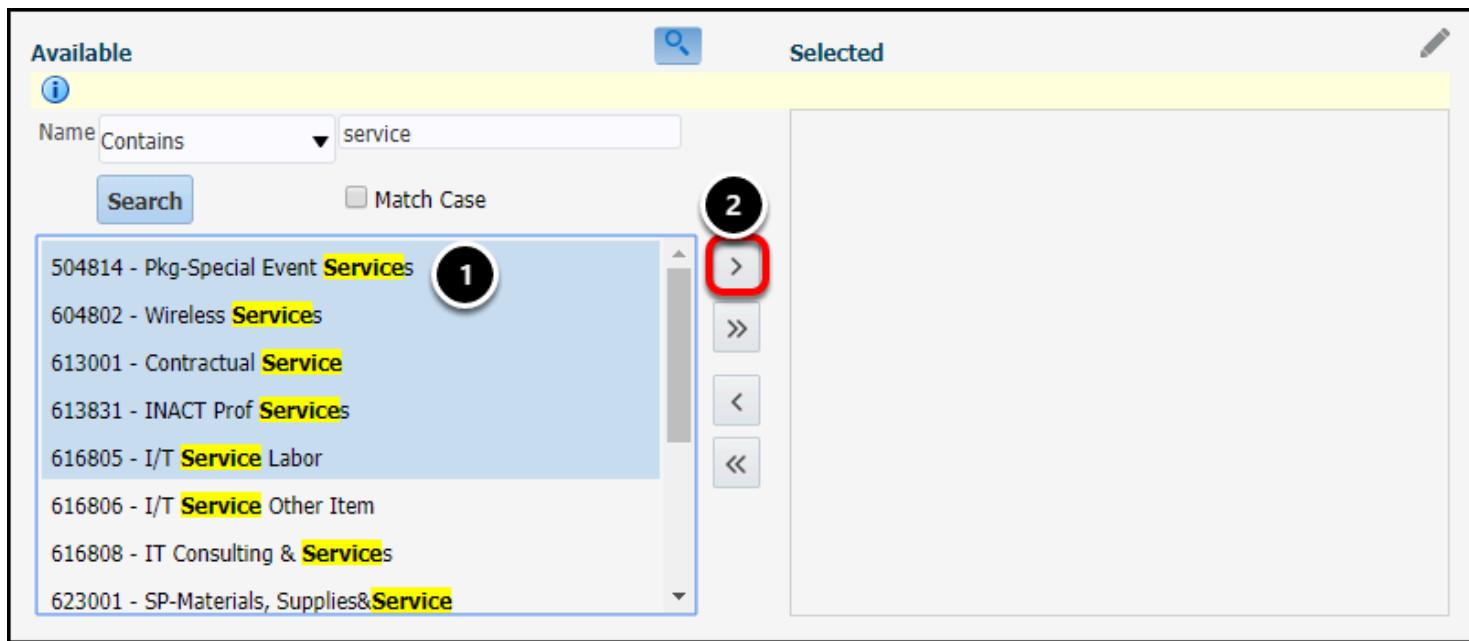 Available
Selected
Name Contains service
Search Match Case
2
504814 - Pkg-Special Event Services
1
604802 - Wireless Services
613001 - Contractual Service
613831 - INACT Prof Services
616805 - I/T Service Labor
616806 - I/T Service Other Item
616808 - IT Consulting & Services
623001 - SP-Materials, Supplies&Service